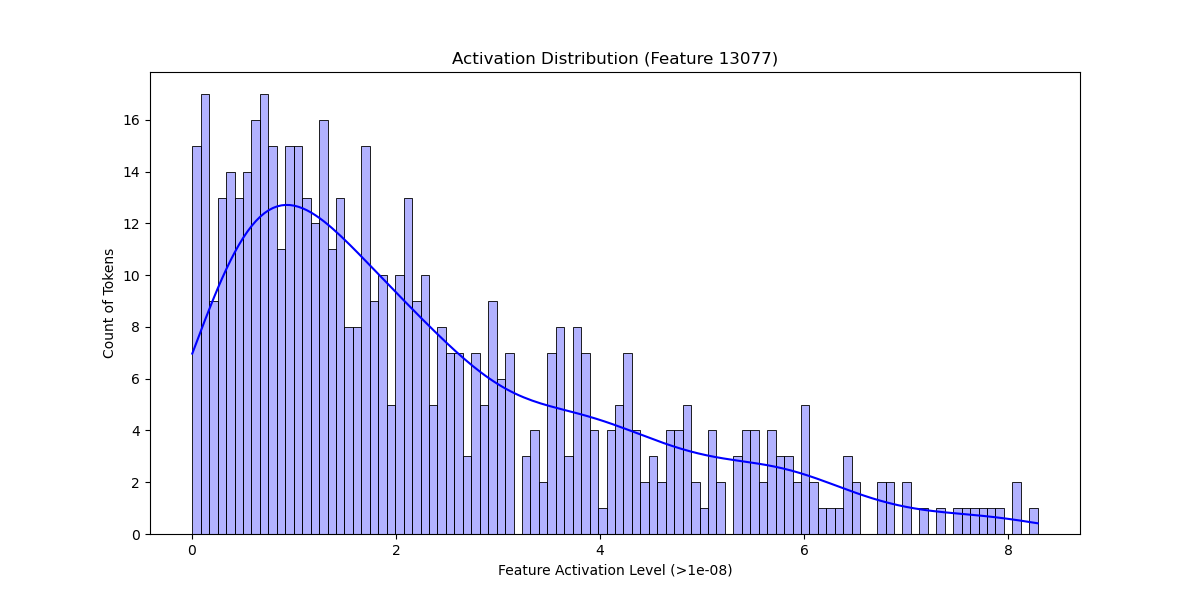 Activation Distribution (Feature 13077)
Count of Tokens
16
14
12
10
8
6
4
2
0
0 2 4 6 8
Feature Activation Level (>1e-08)